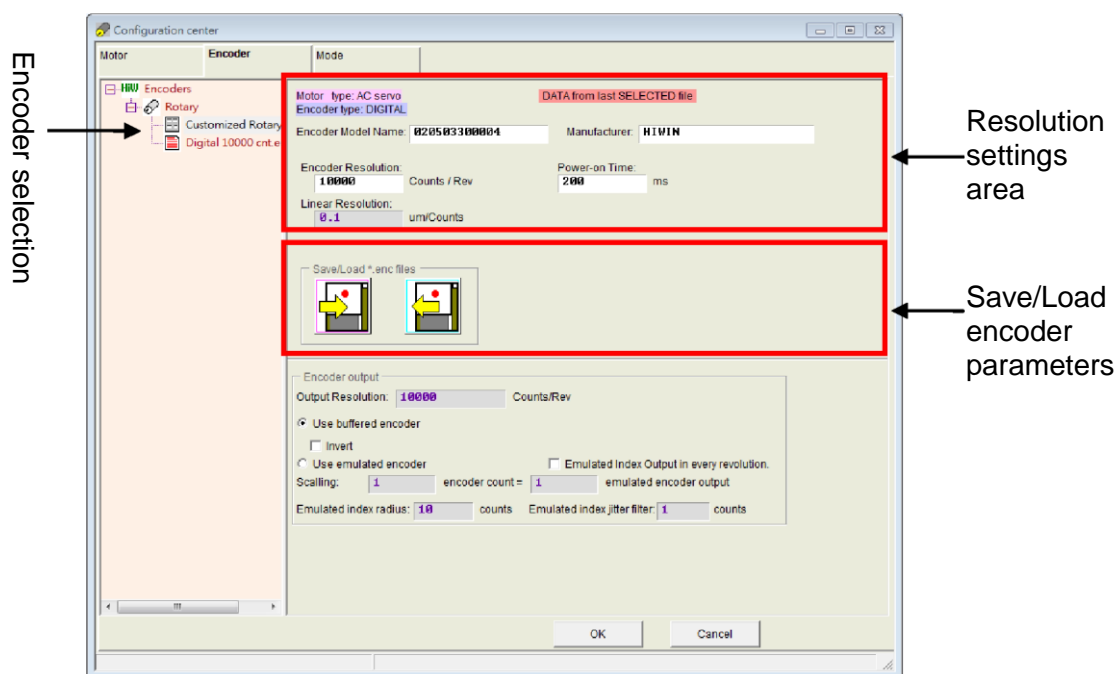 Configuration center
Motor Encoder Mode
Encoder selection
HIW Encoders
Rotary
Customized Rotary
Digital 10000 cnt.e
Motor type: AC servo DATA from last SELECTED file
Encoder type: DIGITAL
Encoder Model Name: 020503300004 Manufacturer: HIWIN
Encoder Resolution: Power-on Time:
10000 Counts / Rev 200 ms
Linear Resolution:
0.1 um/Counts
Resolution
settings
area
Save/Load *.enc files
Save/Load
encoder
parameters
Encoder output
Output Resolution: 10000 Counts/Rev
Use buffered encoder
Invert
Use emulated encoder Emulated Index Output in every revolution.
Scalling: 1 encoder count = 1 emulated encoder output
Emulated index radius: 10 counts Emulated index jitter filter: 1 counts
OK Cancel